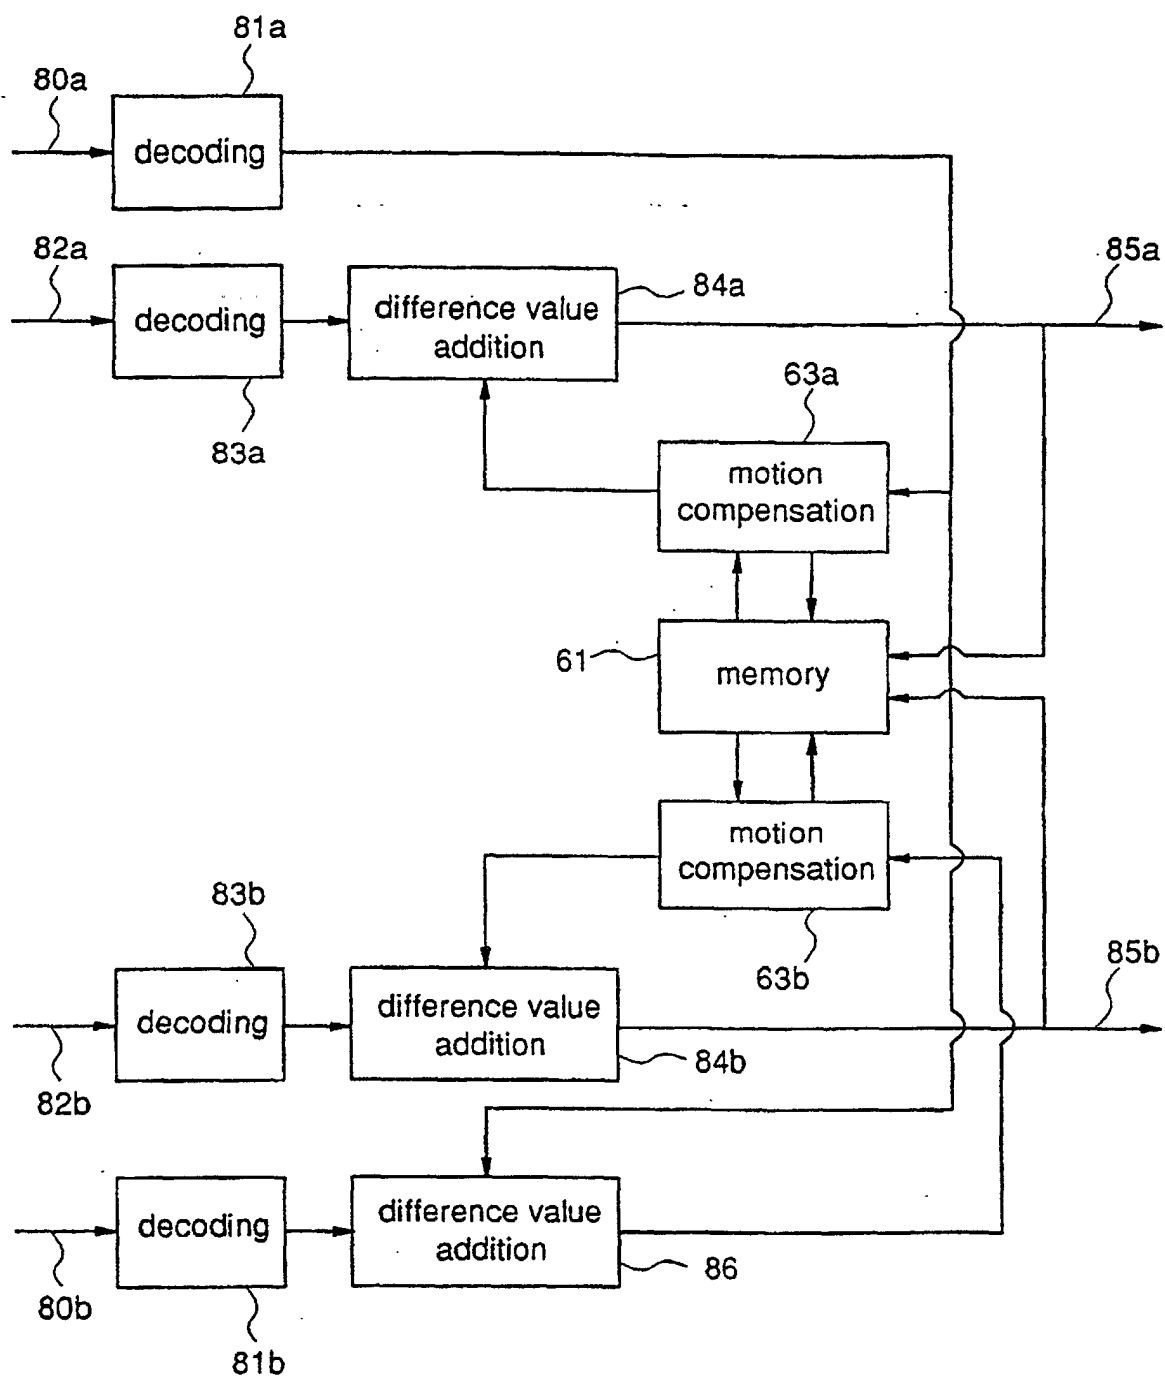 81a
80a
decoding
82a
85a
decoding
difference value
addition
84a
83a
63a
motion
compensation
61
memory
motion
compensation
83b
63b
85b
decoding
difference value
addition
84b
82b
decoding
difference value
addition
86
80b
81b